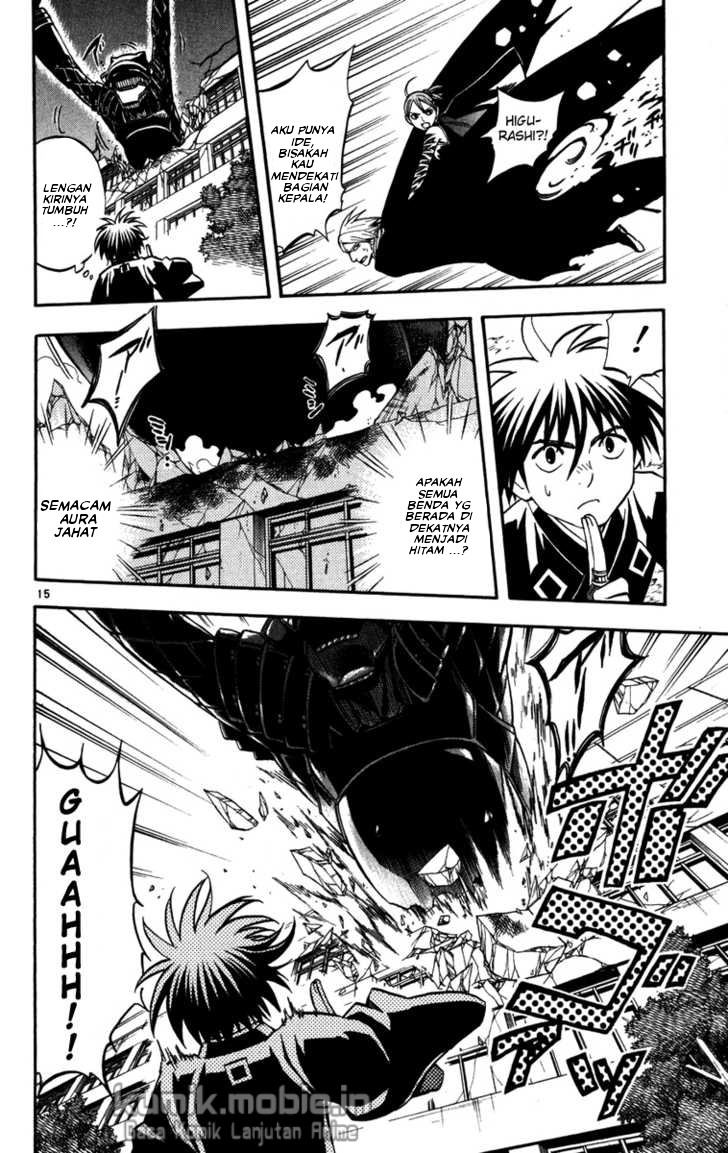 HIGU-
RASHI?!
AKU PUNYA
IDE,
BISAKAH
KAU
MENDEKATI
BAGIAN
KEPALA!
LENGAN
KIRINYA
TUMBUH
...?!
!
APAKAH
SEMUA
BENDA YG
BERADA DI
DEKATNYA
MENJADI
HITAM ...?
SEMACAM
AURA
JAHAT
15
GUAAHHH!!
kumik.mobie.in
Baca Komik Lanjutan Anime